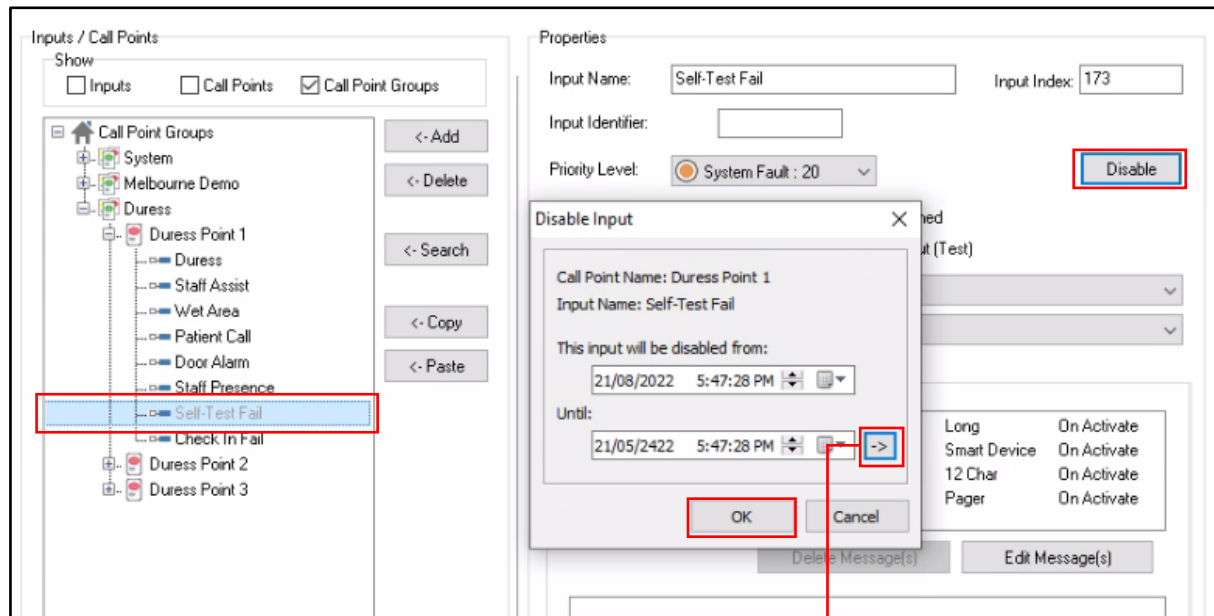 Inputs / Call Points
Show
Inputs Call Points Call Point Groups
Call Point Groups
System
Melbourne Demo
Duress
Duress Point 1
Duress
Staff Assist
Wet Area
Patient Call
Door Alarm
Staff Presence
Self-Test Fail
Check In Fail
Duress Point 2
Duress Point 3
<- Add
<- Delete
<- Search
<- Copy
<- Paste
Properties
Input Name: Self-Test Fail Input Index: 173
Input Identifier:
Priority Level: System Fault : 20 Disable
Disable Input
Call Point Name: Duress Point 1
Input Name: Self-Test Fail
This input will be disabled from:
21/08/2022 5:47:28 PM
Until:
21/05/2422 5:47:28 PM ->
OK Cancel
(Test)
Long On Activate
Smart Device On Activate
12 Char On Activate
Pager On Activate
Delete Message(s) Edit Message(s)